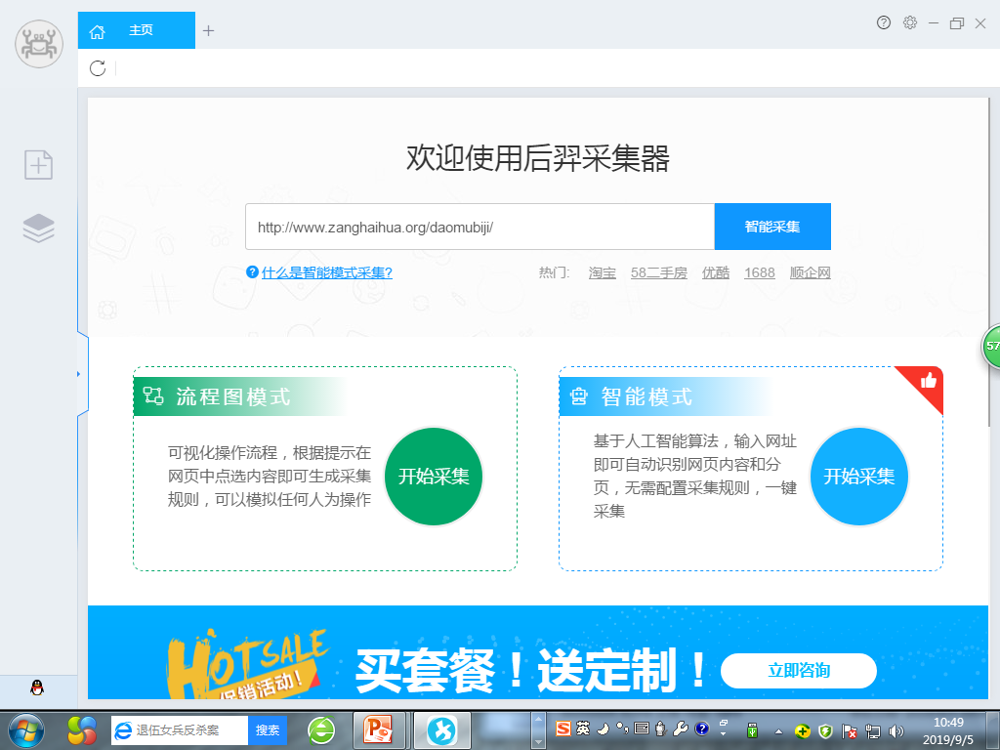 主页
欢迎使用后羿采集器
http://www.zanghaihua.org/daomubiji/
智能采集
什么是智能模式采集?
热门: 淘宝 58二手房 优酷 1688 顺企网
57
流程图模式
可视化操作流程，根据提示在
网页中点选内容即可生成采集
规则，可以模拟任何人为操作
开始采集
智能模式
基于人工智能算法，输入网址
即可自动识别网页内容和分
页，无需配置采集规则，一键
采集
开始采集
HOT SALE
促销活动!
买套餐！送定制！
立即咨询
退伍女兵反杀案
搜索
英
10:49
2019/9/5